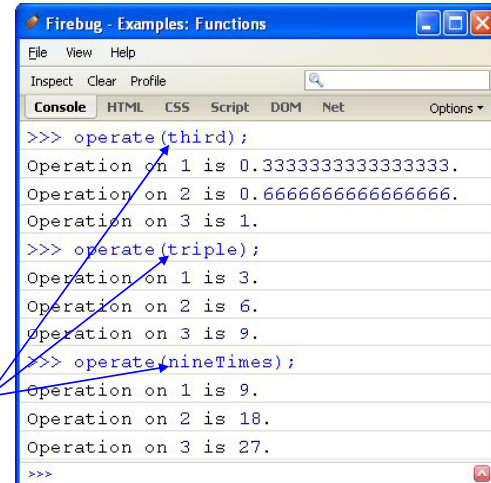 Firebug - Examples: Functions
File View Help
Inspect Clear Profile
Console HTML CSS Script DOM Net Options
>>> operate(third);
Operation on 1 is 0.3333333333333333.
Operation on 2 is 0.6666666666666666.
Operation on 3 is 1.
>>> operate(triple);
Operation on 1 is 3.
Operation on 2 is 6.
Operation on 3 is 9.
>>> operate(nineTimes);
Operation on 1 is 9.
Operation on 2 is 18.
Operation on 3 is 27.
>>>